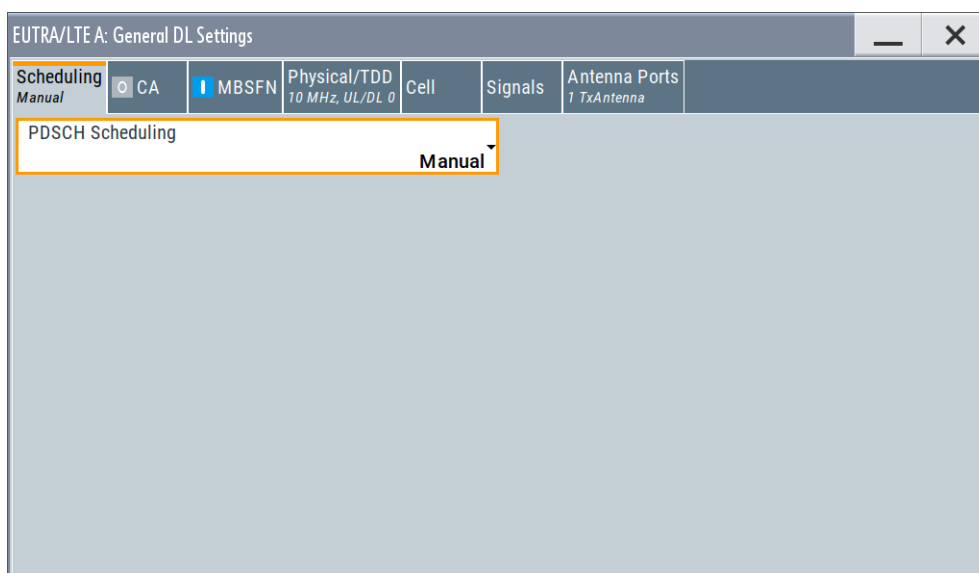 EUTRA/LTE A: General DL Settings
Scheduling
Manual
O CA
I MBSFN
Physical/TDD
10 MHz, UL/DL 0
Cell
Signals
Antenna Ports
1 TxAntenna
PDSCH Scheduling
Manual